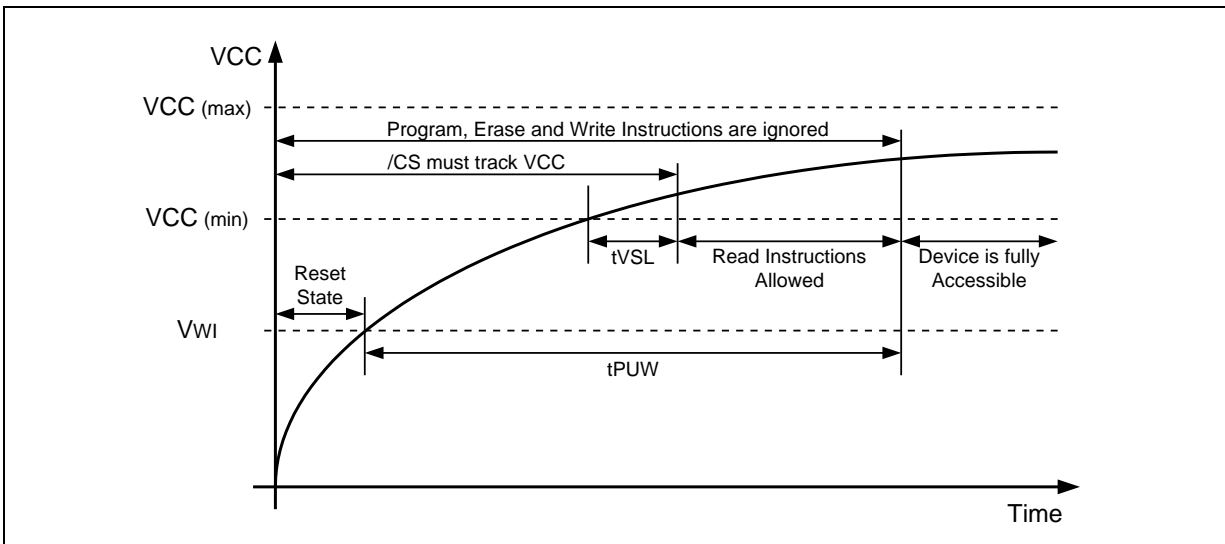 VCC
VCC (max)
Program, Erase and Write Instructions are ignored
/CS must track VCC
VCC (min)
tVSL
Read Instructions
Allowed
Device is fully
Accessible
Reset
State
VWI
tPUW
Time